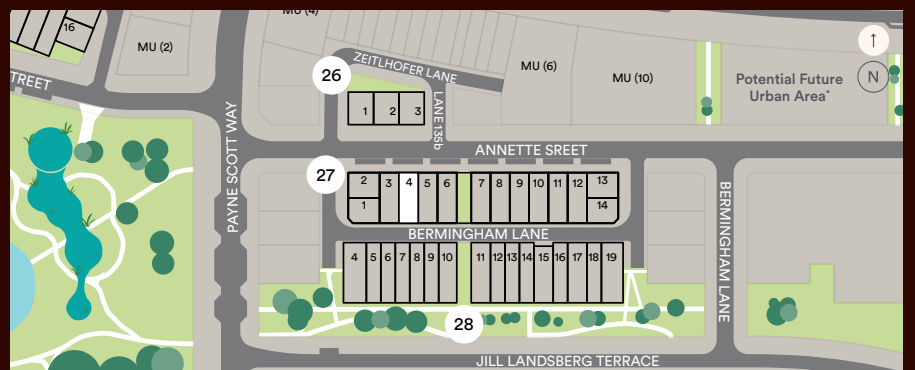 MU (4)
16
MU (2)
ZEITLHOFER LANE
MU (6)
↑
26
MU (10)
Potential Future
Urban Area*
N
TREET
1 2 3
LANE 135b
PAYNE SCOTT WAY
ANNETTE SREET
27
2 3 4 5 6 7 8 9 10 11 12 13
1 14
BERMINGHAM LANE
BERMINGHAM LANE
4 5 6 7 8 9 10 11 12 13 14 15 16 17 18 19
28
JILL LANDSBERG TERRACE